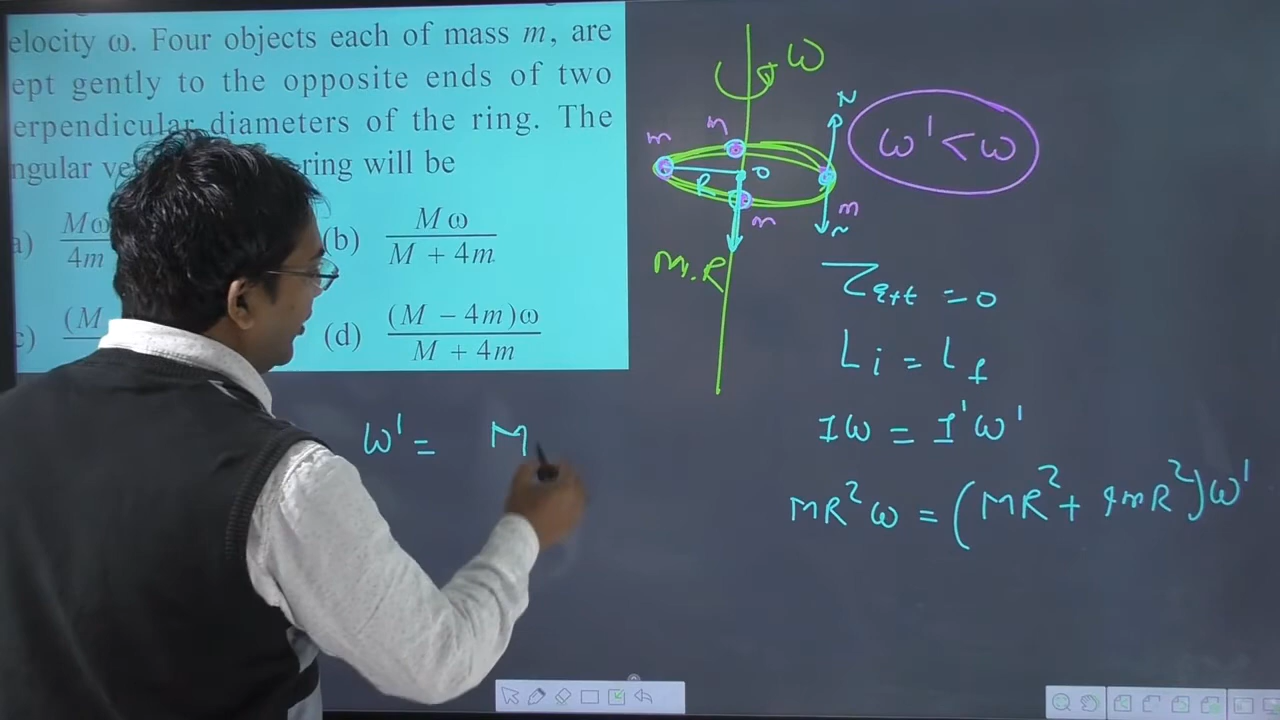 elocity ω. Four objects each of mass m, are
ept gently to the opposite ends of two
erpendicular diameters of the ring. The
ngular ve ring will be
a) Mω
4m
(b) M ω
M + 4m
c) (M
(d) (M − 4m)ω
M + 4m
ω
m m
N
ω' < ω
R O
m m
N
M.R
τext = 0
Li = Lf
Iω = I'ω'
MR²ω = (MR² + 4mR²)ω'
ω' = M